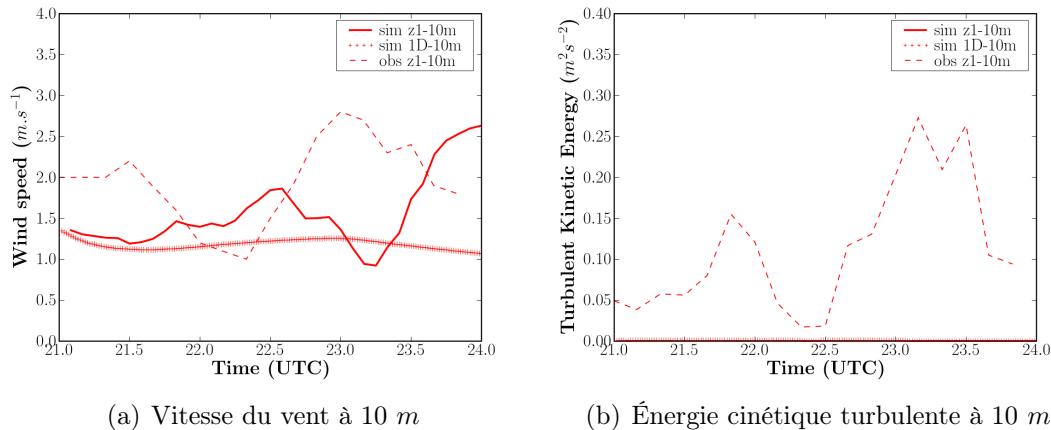 4.0
3.5
3.0
2.5
2.0
1.5
1.0
0.5
0.0
Wind speed (m.s⁻¹)
sim z1-10m
sim 1D-10m
obs z1-10m
21.0 21.5 22.0 22.5 23.0 23.5 24.0
Time (UTC)
(a) Vitesse du vent à 10 m
0.40
0.35
0.30
0.25
0.20
0.15
0.10
0.05
0.00
Turbulent Kinetic Energy (m²s⁻²)
sim z1-10m
sim 1D-10m
obs z1-10m
21.0 21.5 22.0 22.5 23.0 23.5 24.0
Time (UTC)
(b) Énergie cinétique turbulente à 10 m